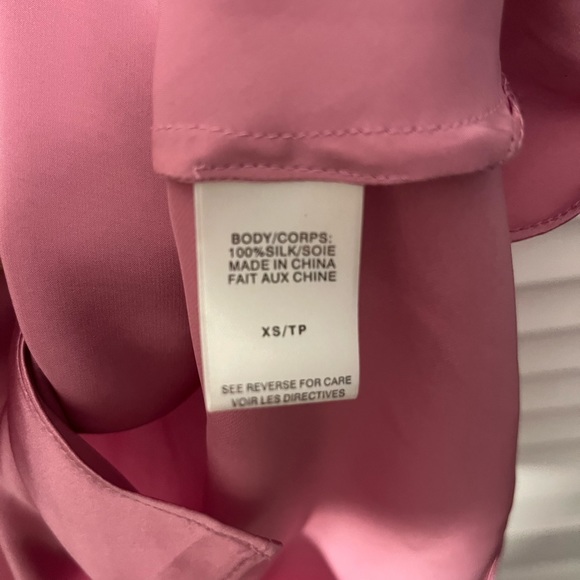 BODY/CORPS:
100%SILK/SOIE
MADE IN CHINA
FAIT AUX CHINE
XS/TP
SEE REVERSE FOR CARE
VOIR LES DIRECTIVES